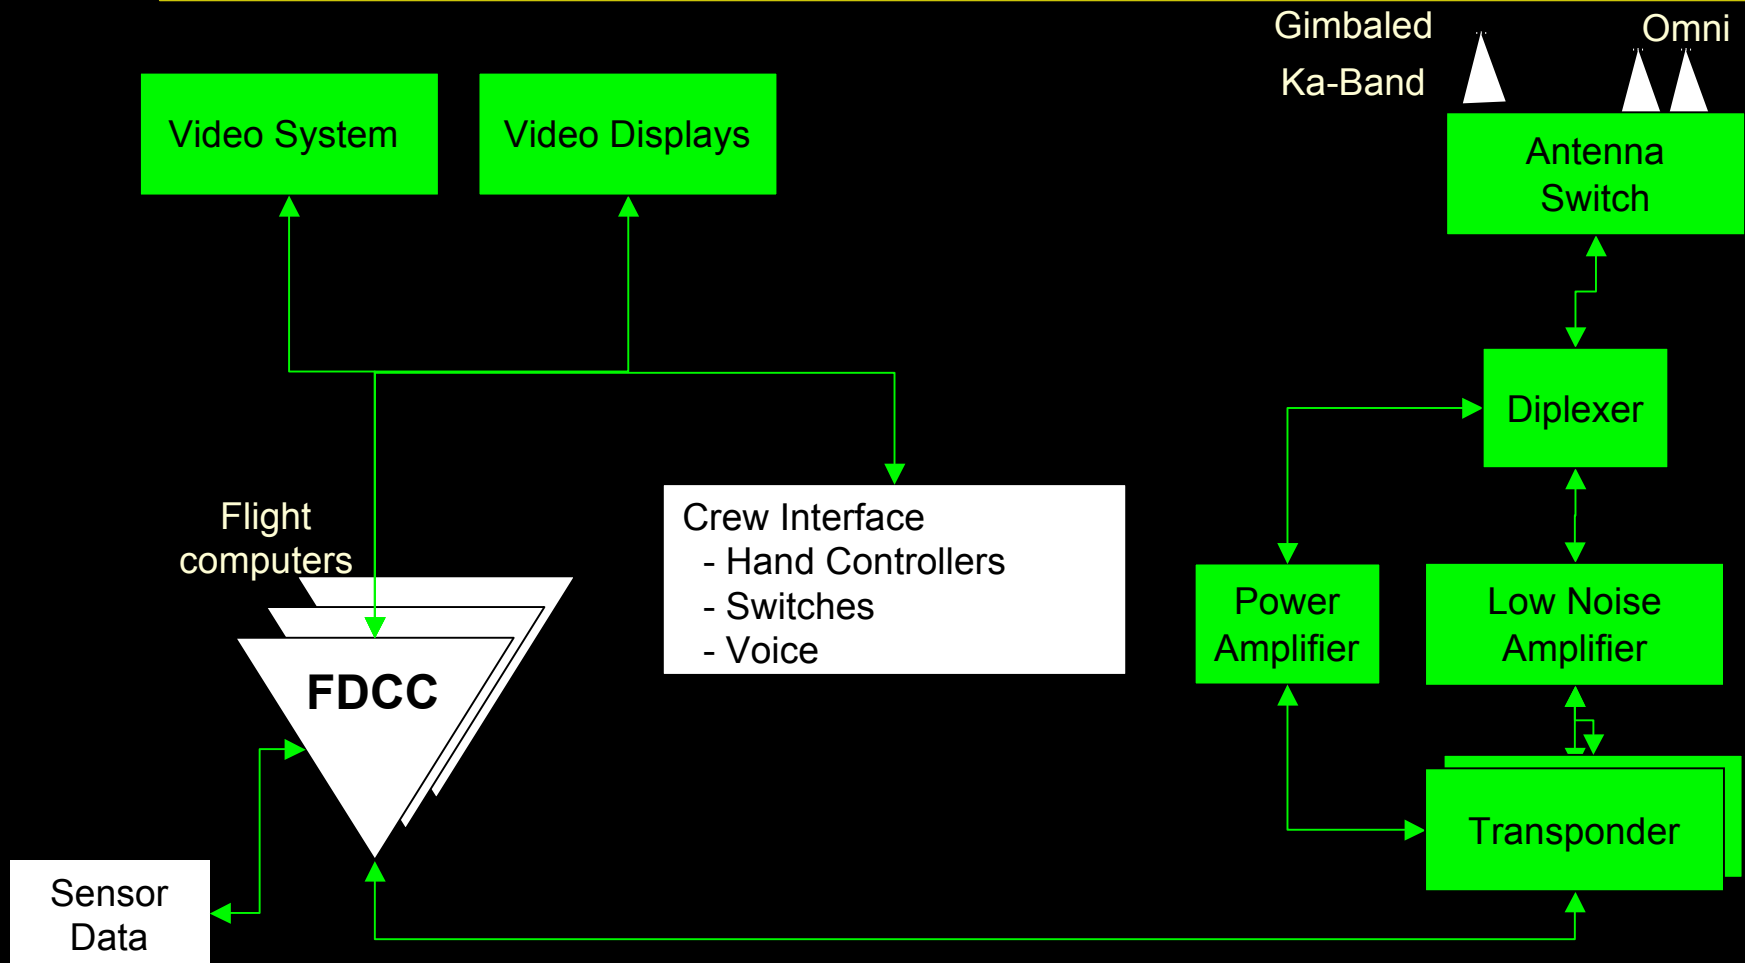 Gimbaled
Ka-Band
Omni
Video System
Video Displays
Antenna
Switch
Diplexer
Flight
computers
Crew Interface
- Hand Controllers
- Switches
- Voice
Power
Amplifier
Low Noise
Amplifier
FDCC
Transponder
Sensor
Data